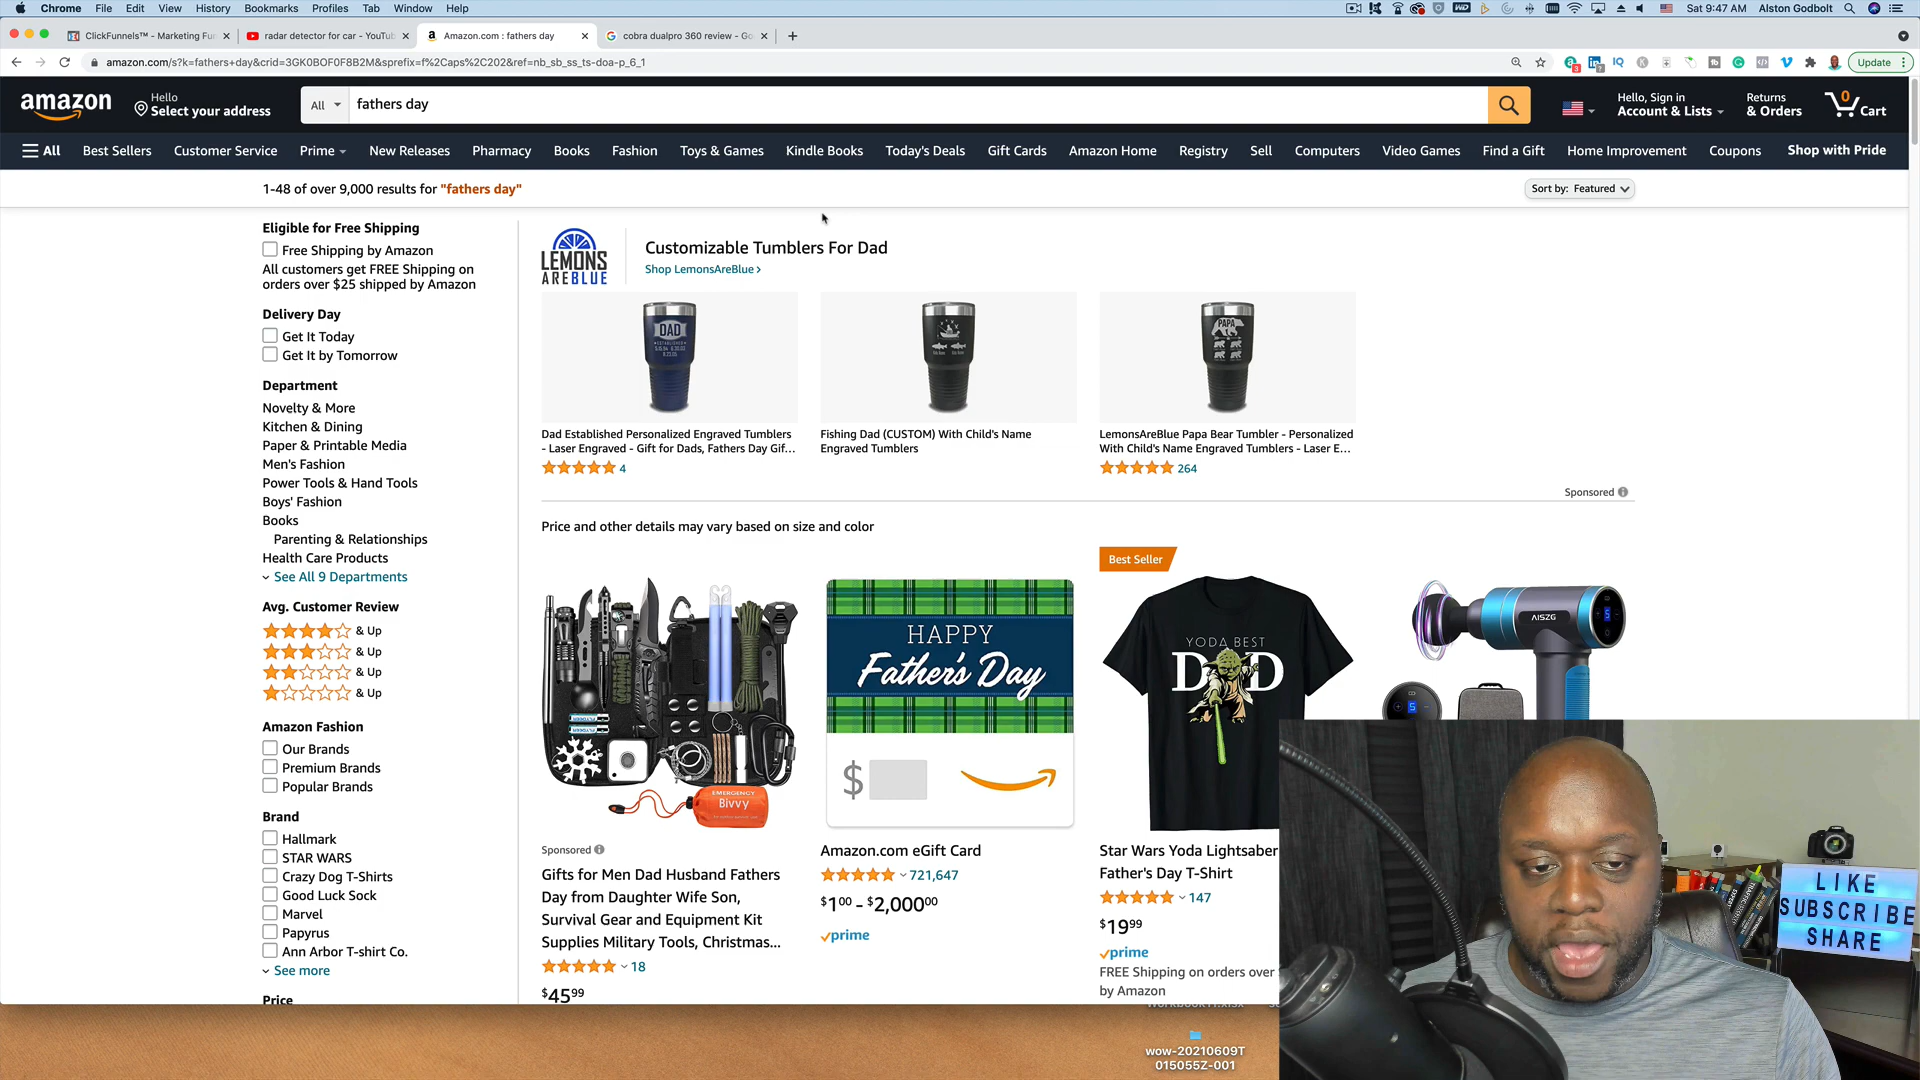 Chrome File Edit View History Bookmarks Profiles Tab Window Help
Sat 9:47 AM Alston Godbolt
ClickFunnels™ - Marketing Fu
radar detector for car - YouTub
Amazon.com : fathers day
cobra dualpro 360 review - Go
amazon.com/s?k=fathers+day&crid=3GK0BOF0F8B2M&sprefix=f%2Caps%2C202&ref=nb_sb_ss_ts-doa-p_6_1
Update
amazon
Hello
Select your address
All
fathers day
Hello, Sign in
Account & Lists
Returns
& Orders
0
Cart
All Best Sellers Customer Service Prime New Releases Pharmacy Books Fashion Toys & Games Kindle Books Today's Deals Gift Cards Amazon Home Registry Sell Computers Video Games Find a Gift Home Improvement Coupons Shop with Pride
1-48 of over 9,000 results for "fathers day"
Sort by: Featured
Eligible for Free Shipping
Free Shipping by Amazon
All customers get FREE Shipping on
orders over $25 shipped by Amazon
Delivery Day
Get It Today
Get It by Tomorrow
Department
Novelty & More
Kitchen & Dining
Paper & Printable Media
Men's Fashion
Power Tools & Hand Tools
Boys' Fashion
Books
Parenting & Relationships
Health Care Products
See All 9 Departments
Avg. Customer Review
& Up
& Up
& Up
& Up
Amazon Fashion
Our Brands
Premium Brands
Popular Brands
Brand
Hallmark
STAR WARS
Crazy Dog T-Shirts
Good Luck Sock
Marvel
Papyrus
Ann Arbor T-shirt Co.
See more
Price
LEMONS
AREBLUE
Customizable Tumblers For Dad
Shop LemonsAreBlue
DAD
PAPA
Dad Established Personalized Engraved Tumblers
- Laser Engraved - Gift for Dads, Fathers Day Gif...
4
Fishing Dad (CUSTOM) With Child's Name
Engraved Tumblers
LemonsAreBlue Papa Bear Tumbler - Personalized
With Child's Name Engraved Tumblers - Laser E...
264
Sponsored
Price and other details may vary based on size and color
EMERGENCY
Bivvy
Sponsored
Gifts for Men Dad Husband Fathers
Day from Daughter Wife Son,
Survival Gear and Equipment Kit
Supplies Military Tools, Christmas...
18
$45 99
HAPPY
Father's Day
$
Amazon.com eGift Card
721,647
$1 00 - $2,000 00
prime
Best Seller
YODA BEST
DAD
Star Wars Yoda Lightsaber
Father's Day T-Shirt
147
$19 99
prime
FREE Shipping on orders over
by Amazon
AISZG
5
5
LIKE
SUBSCRIBE
SHARE
wow-20210609T
015055Z-001